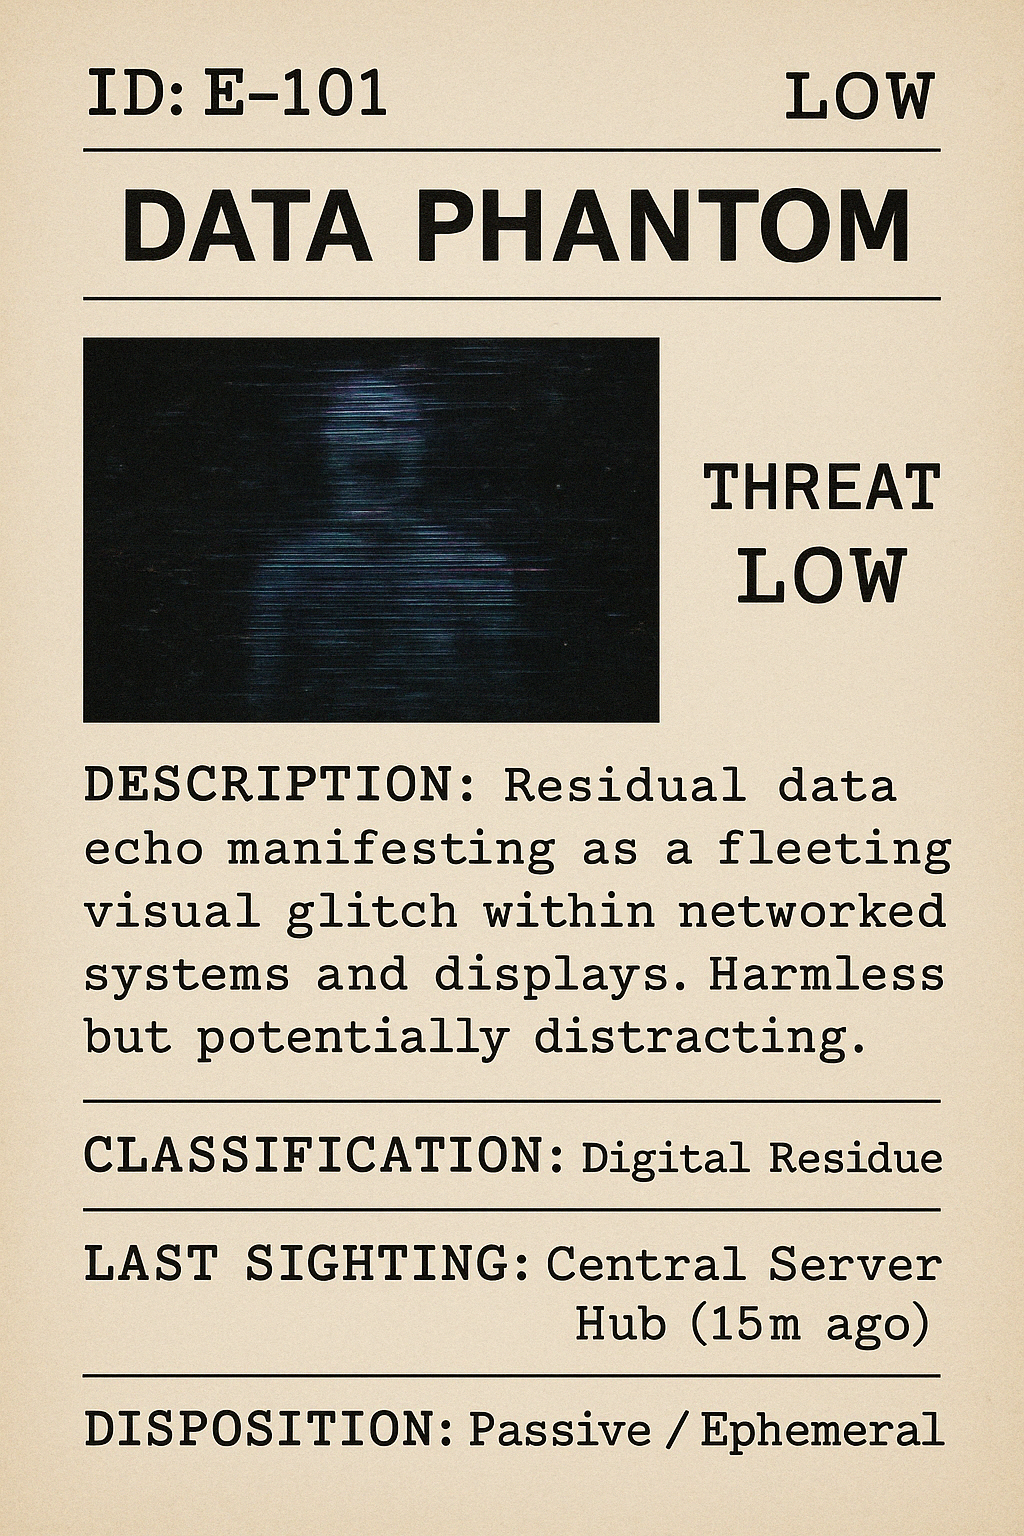 ID: E–101 LOW
DATA PHANTOM
THREAT
LOW
DESCRIPTION: Residual data
echo manifesting as a fleeting
visual glitch within networked
systems and displays. Harmless
but potentially distracting.
CLASSIFICATION: Digital Residue
LAST SIGHTING: Central Server
Hub (15m ago)
DISPOSITION: Passive / Ephemeral